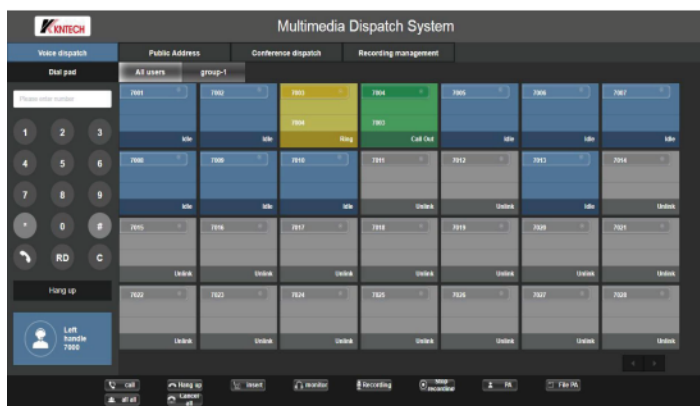 KNTECH
Multimedia Dispatch System
Voice dispatch Public Address Conference dispatch Recording management
Dial pad All users group-1
Please enter number
7001 7002 7003 7004 7005 7006 7007
7004 7003
Idle Idle Ring Call Out Idle Idle Idle
1 2 3
7008 7009 7010 7011 7012 7013 7014
4 5 6
Idle Idle Idle Unlink Unlink Idle Unlink
7 8 9
7015 7016 7017 7018 7019 7020 7021
* 0 #
RD C
Unlink Unlink Unlink Unlink Unlink Unlink Unlink
Hang up
7022 7023 7024 7025 7026 7027 7028
Left
handle
7000
Unlink Unlink Unlink Unlink Unlink Unlink Unlink
call Hang up insert monitor Recording Stop recording PA File PA
all all Cancel all